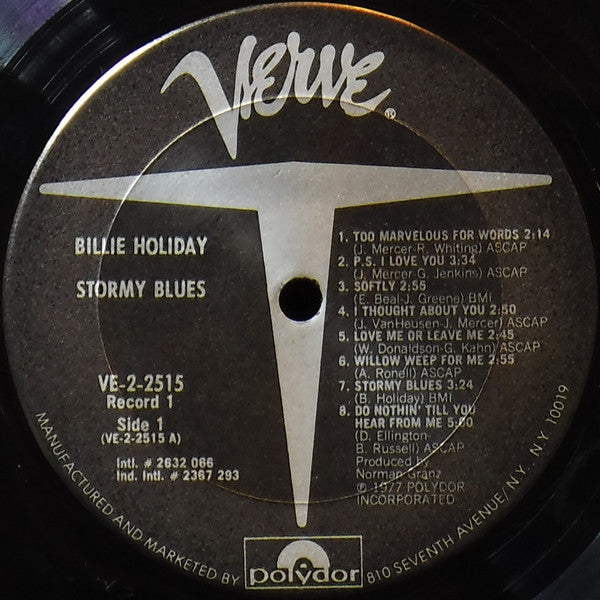 Verve®
BILLIE HOLIDAY
STORMY BLUES
VE-2-2515
Record 1
Side 1
(VE-2-2515 A)
Intl. # 2632 066
Ind. Intl. # 2367 293
1. TOO MARVELOUS FOR WORDS 2:14
(J. Mercer-R. Whiting) ASCAP
2. P.S. I LOVE YOU 3:34
(J. Mercer-G. Jenkins) ASCAP
3. SOFTLY 2:55
(E. Beal-J. Greene) BMI
4. I THOUGHT ABOUT YOU 2:50
(J. VanHeusen-J. Mercer) ASCAP
5. LOVE ME OR LEAVE ME 2:45
(W. Donaldson-G. Kahn) ASCAP
6. WILLOW WEEP FOR ME 2:55
(A. Ronell) ASCAP
7. STORMY BLUES 3:24
(B. Holiday) BMI
8. DO NOTHIN' TILL YOU
HEAR FROM ME 5:00
(D. Ellington-
B. Russell) ASCAP
Produced by
Norman Granz
℗ 1977 POLYDOR
INCORPORATED
MANUFACTURED AND MARKETED BY polydor 810 SEVENTH AVENUE/ N.Y. N.Y. 10019